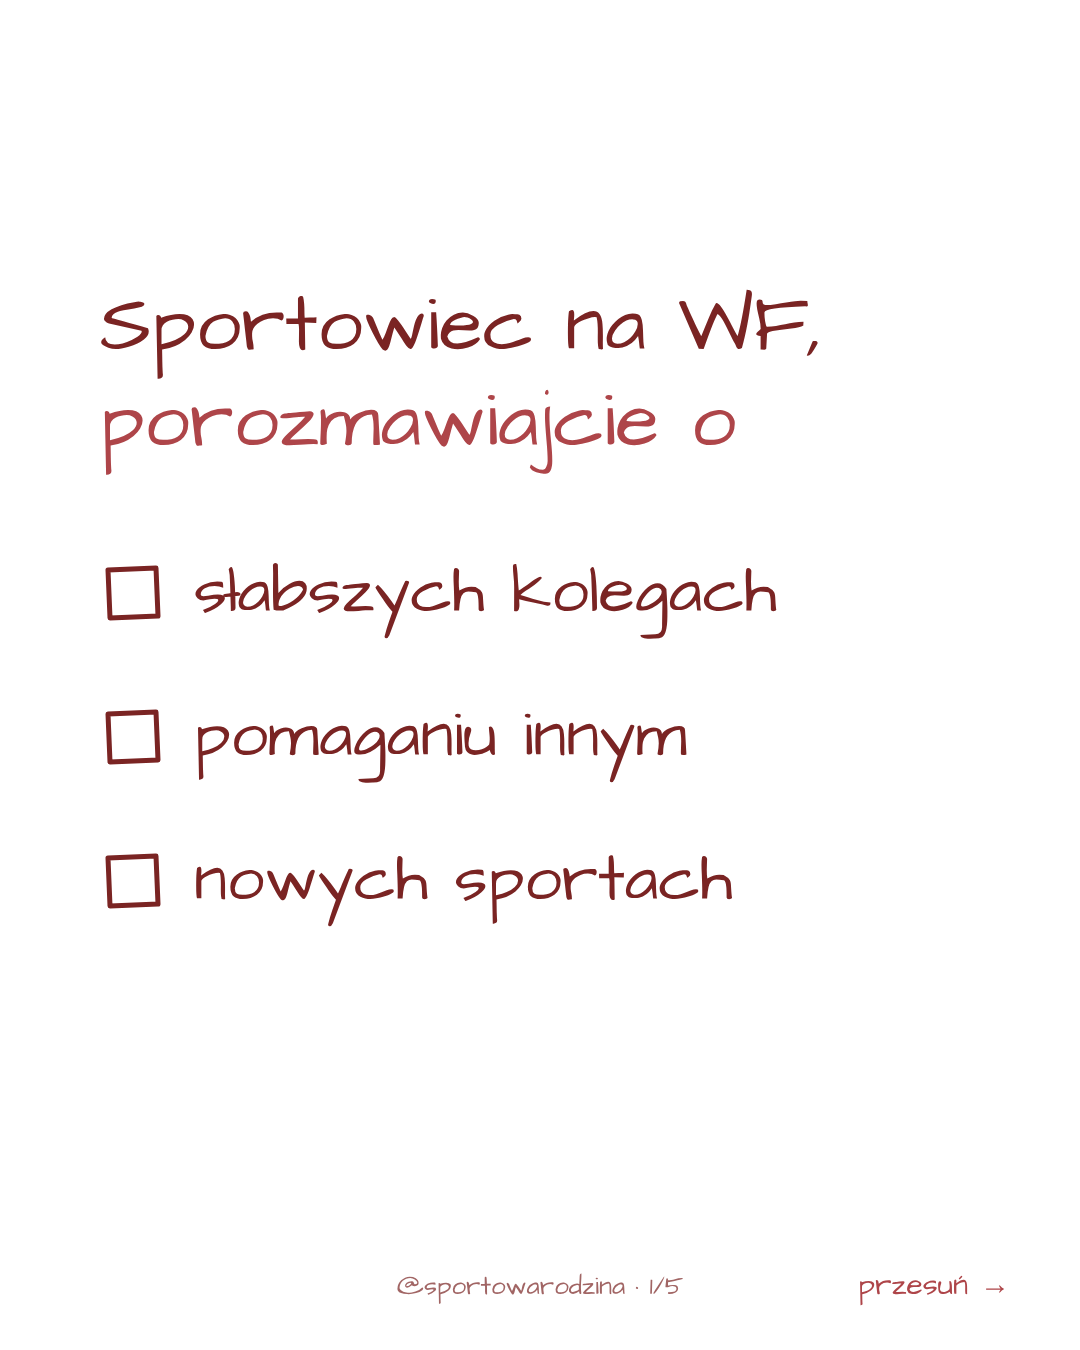 Sportowiec na WF,
porozmawiajcie o
słabszych kolegach
pomaganiu innym
nowych sportach
@sportowarodzina · 1/5
przesuń →